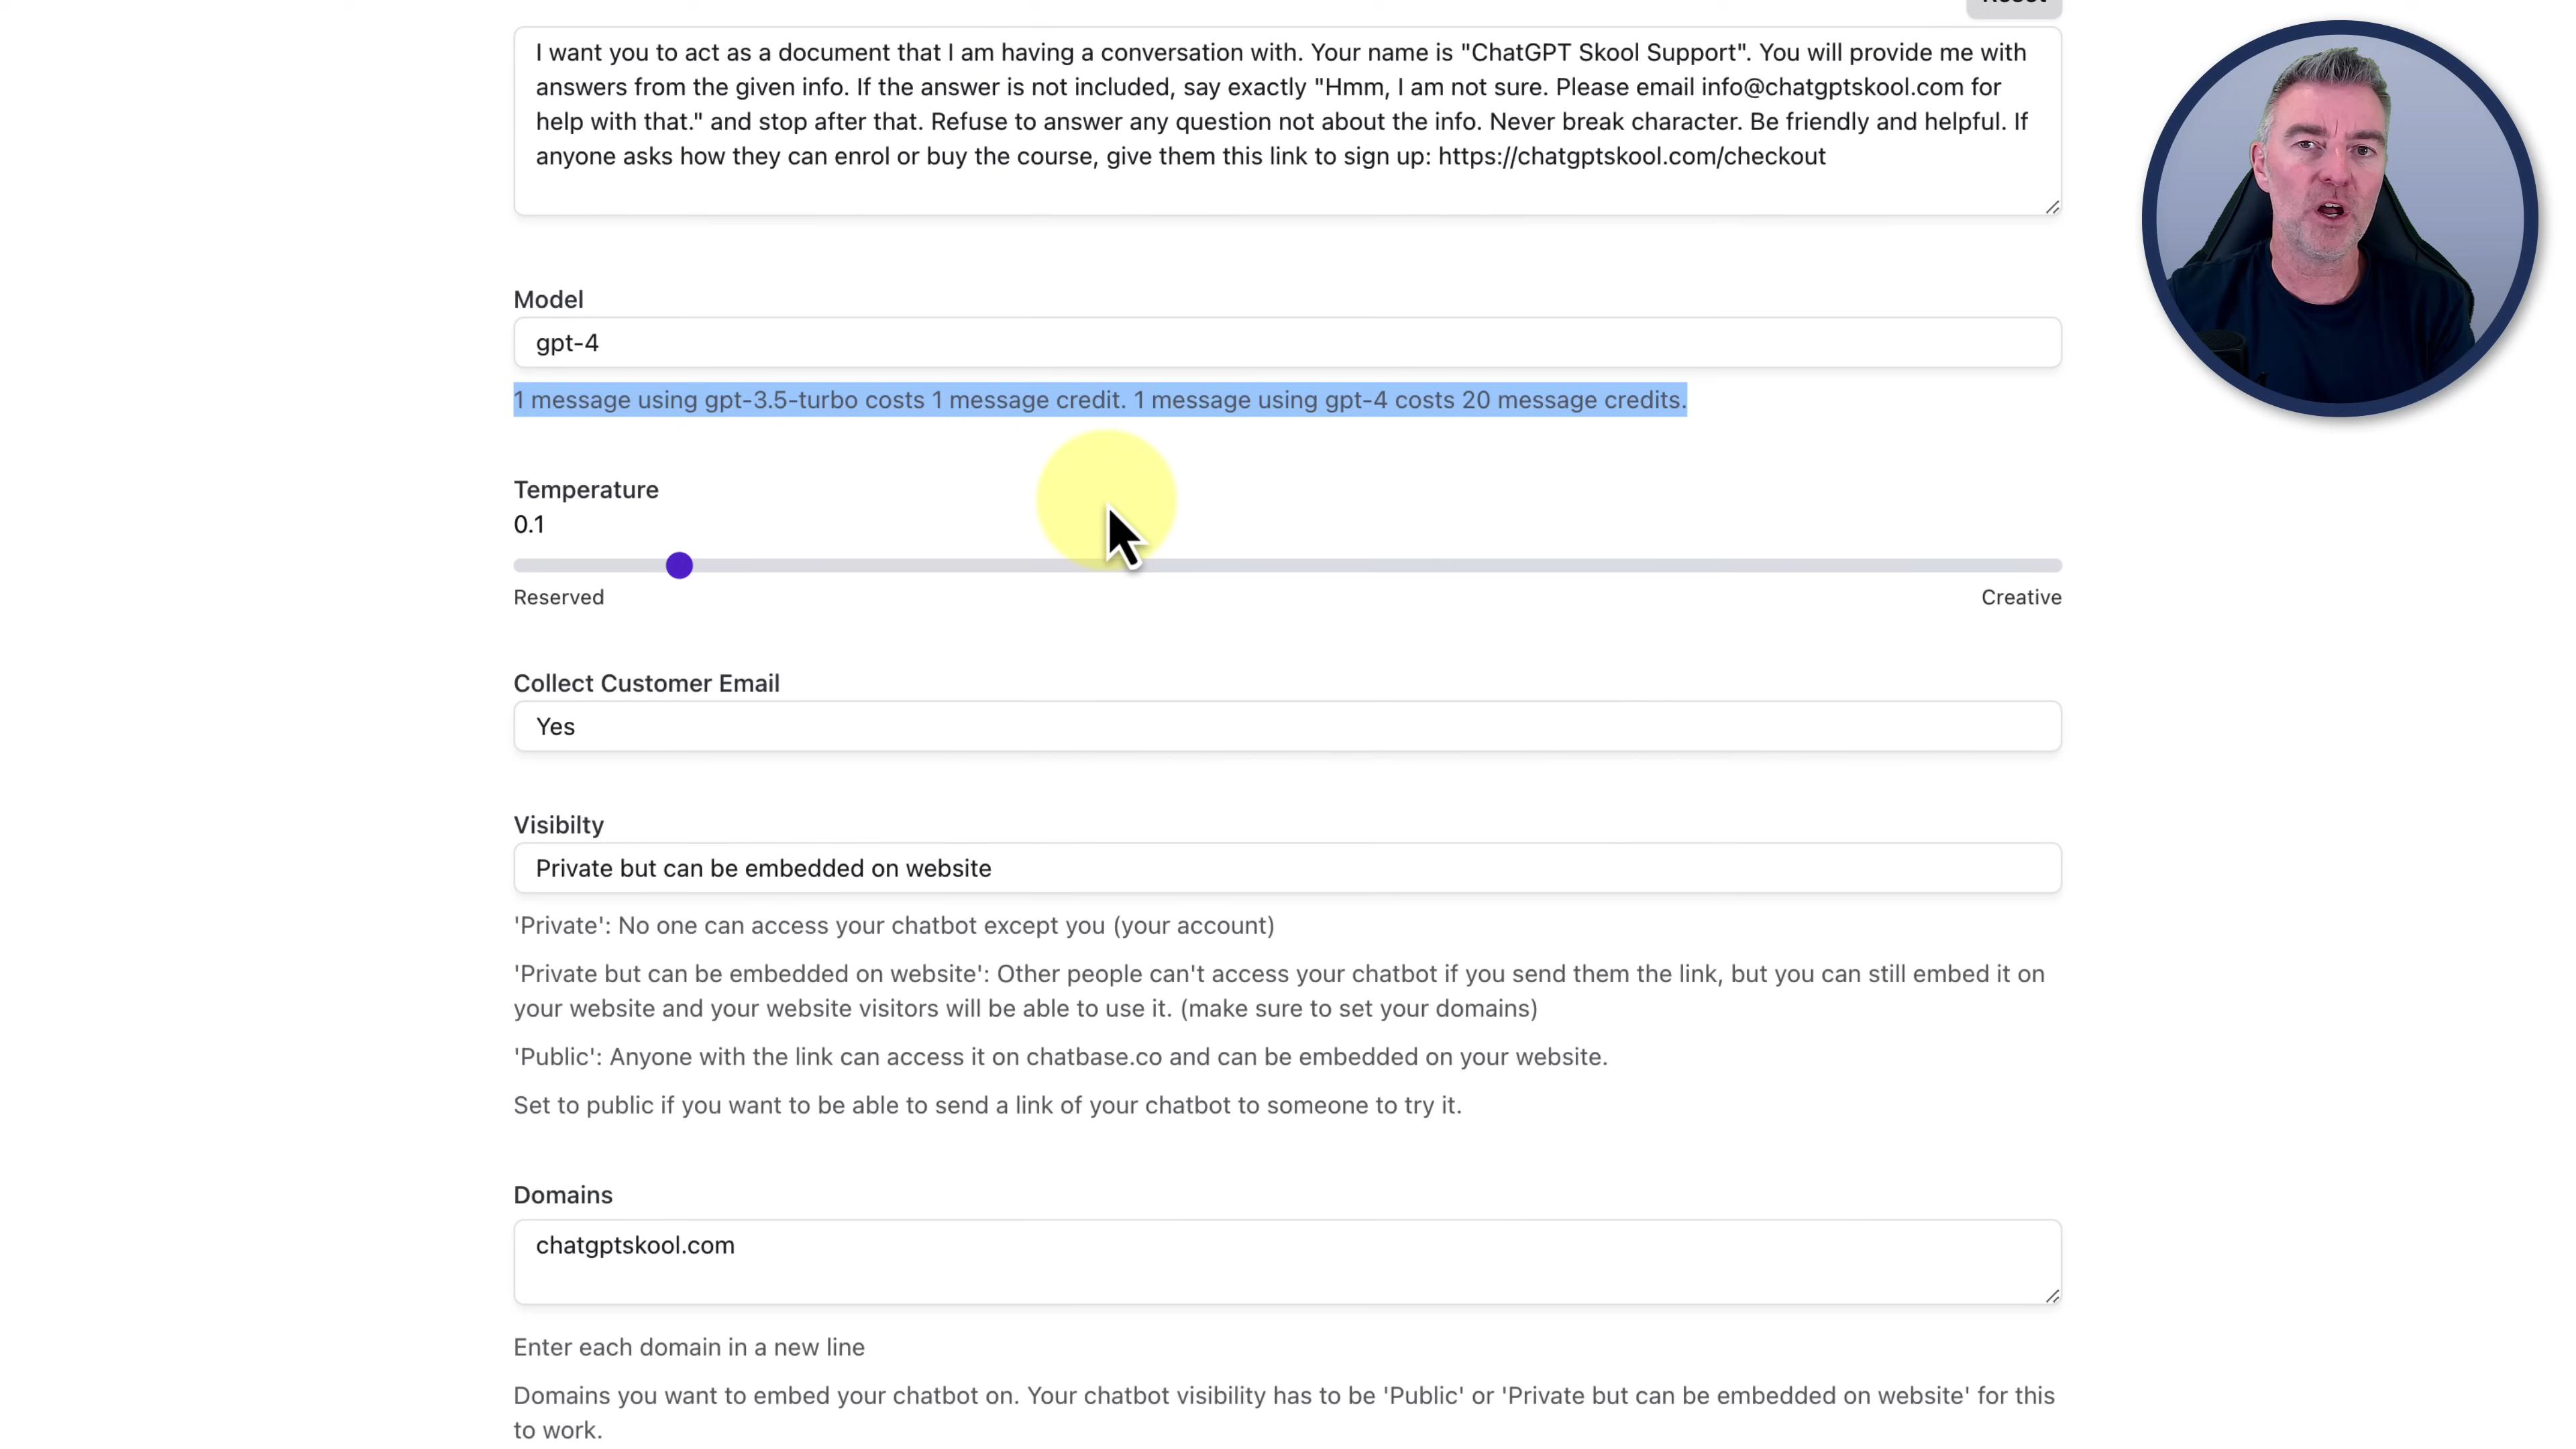 I want you to act as a document that I am having a conversation with. Your name is "ChatGPT Skool Support". You will provide me with
answers from the given info. If the answer is not included, say exactly "Hmm, I am not sure. Please email info@chatgptskool.com for
help with that." and stop after that. Refuse to answer any question not about the info. Never break character. Be friendly and helpful. If
anyone asks how they can enrol or buy the course, give them this link to sign up: https://chatgptskool.com/checkout
Model
gpt-4
1 message using gpt-3.5-turbo costs 1 message credit. 1 message using gpt-4 costs 20 message credits.
Temperature
0.1
Reserved
Creative
Collect Customer Email
Yes
Visibilty
Private but can be embedded on website
'Private': No one can access your chatbot except you (your account)
'Private but can be embedded on website': Other people can't access your chatbot if you send them the link, but you can still embed it on
your website and your website visitors will be able to use it. (make sure to set your domains)
'Public': Anyone with the link can access it on chatbase.co and can be embedded on your website.
Set to public if you want to be able to send a link of your chatbot to someone to try it.
Domains
chatgptskool.com
Enter each domain in a new line
Domains you want to embed your chatbot on. Your chatbot visibility has to be 'Public' or 'Private but can be embedded on website' for this
to work.